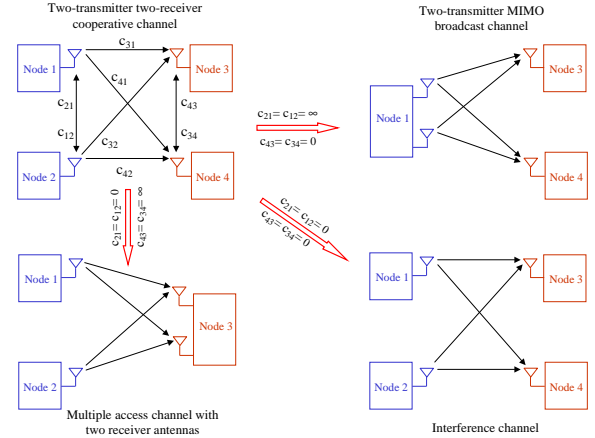 Two-transmitter two-receiver
cooperative channel
Node 1
c31
Node 3
c41
c21
c43
c12
c32
c34
Node 2
c42
Node 4
Two-transmitter MIMO
broadcast channel
Node 1
Node 3
Node 4
c21= c12= ∞
c43= c34= 0
c21= c12= 0
c43= c34= ∞
c21= c12= 0
c43= c34= 0
Node 1
Node 3
Node 2
Multiple access channel with
two receiver antennas
Node 1
Node 3
Node 2
Node 4
Interference channel